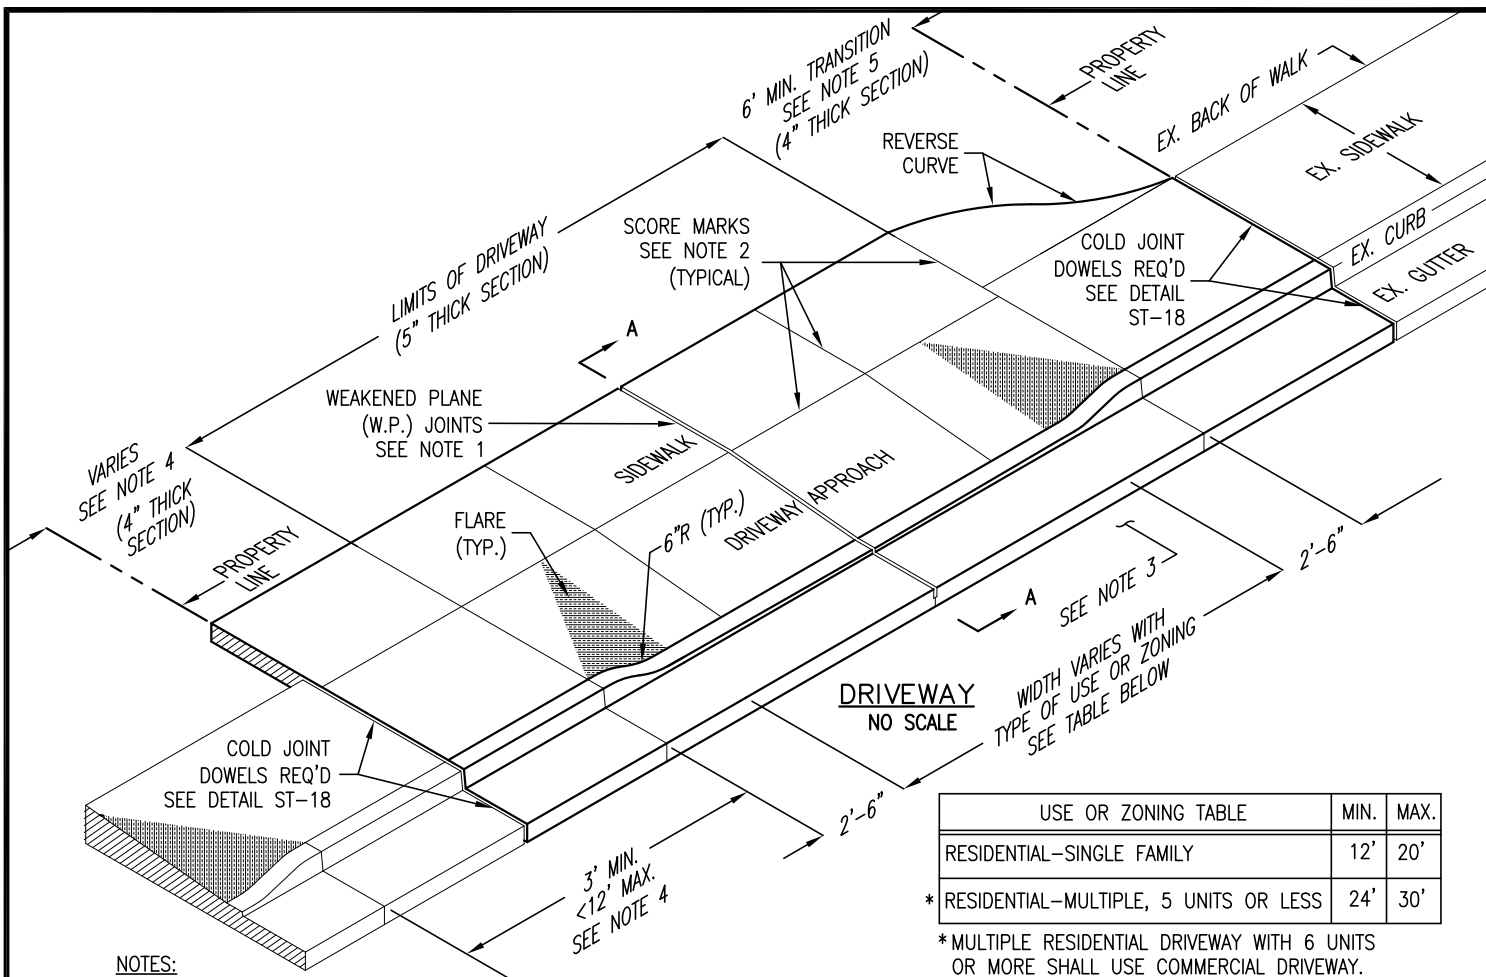 6' MIN. TRANSITION
SEE NOTE 5
(4" THICK SECTION)
PROPERTY
LINE
EX. BACK OF WALK
EX. SIDEWALK
REVERSE
CURVE
LIMITS OF DRIVEWAY
(5" THICK SECTION)
SCORE MARKS
SEE NOTE 2
(TYPICAL)
COLD JOINT
DOWELS REQ'D
SEE DETAIL
ST-18
EX. CURB
EX. GUTTER
A
WEAKENED PLANE
(W.P.) JOINTS
SEE NOTE 1
SIDEWALK
DRIVEWAY APPROACH
VARIES
SEE NOTE 4
(4" THICK
SECTION)
PROPERTY
LINE
FLARE
(TYP.)
6"R (TYP.)
2'-6"
A
SEE NOTE 3
WIDTH VARIES WITH
TYPE OF USE OR ZONING
SEE TABLE BELOW
DRIVEWAY
NO SCALE
COLD JOINT
DOWELS REQ'D
SEE DETAIL ST-18
2'-6"
3' MIN.
<12' MAX.
SEE NOTE 4
USE OR ZONING TABLE MIN. MAX.
RESIDENTIAL-SINGLE FAMILY 12' 20'
* RESIDENTIAL-MULTIPLE, 5 UNITS OR LESS 24' 30'
* MULTIPLE RESIDENTIAL DRIVEWAY WITH 6 UNITS
OR MORE SHALL USE COMMERCIAL DRIVEWAY.
NOTES: